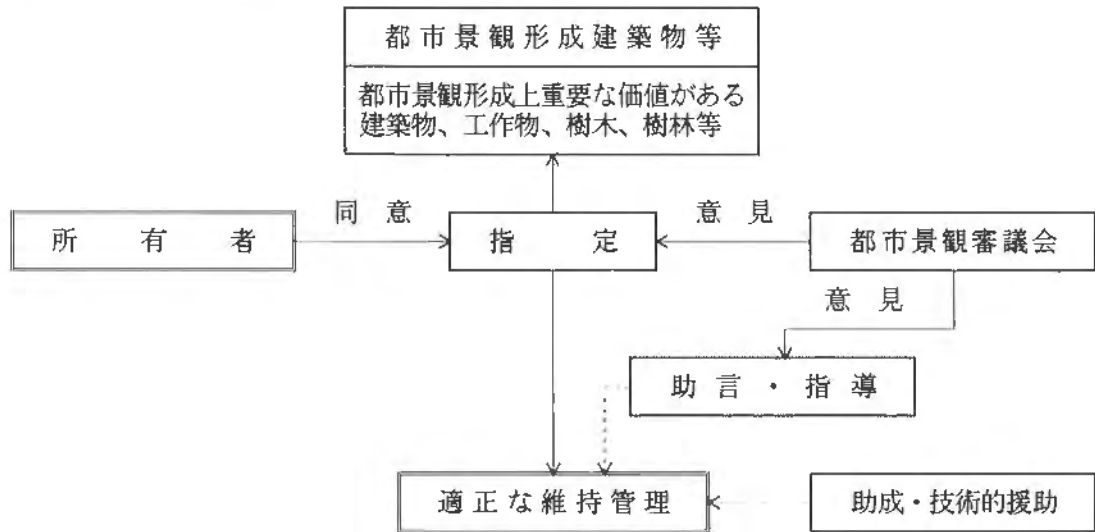 都市景観形成建築物等
都市景観形成上重要な価値がある
建築物、工作物、樹木、樹林等
同意
意見
所有者
指定
都市景観審議会
意見
助言・指導
適正な維持管理
助成・技術的援助